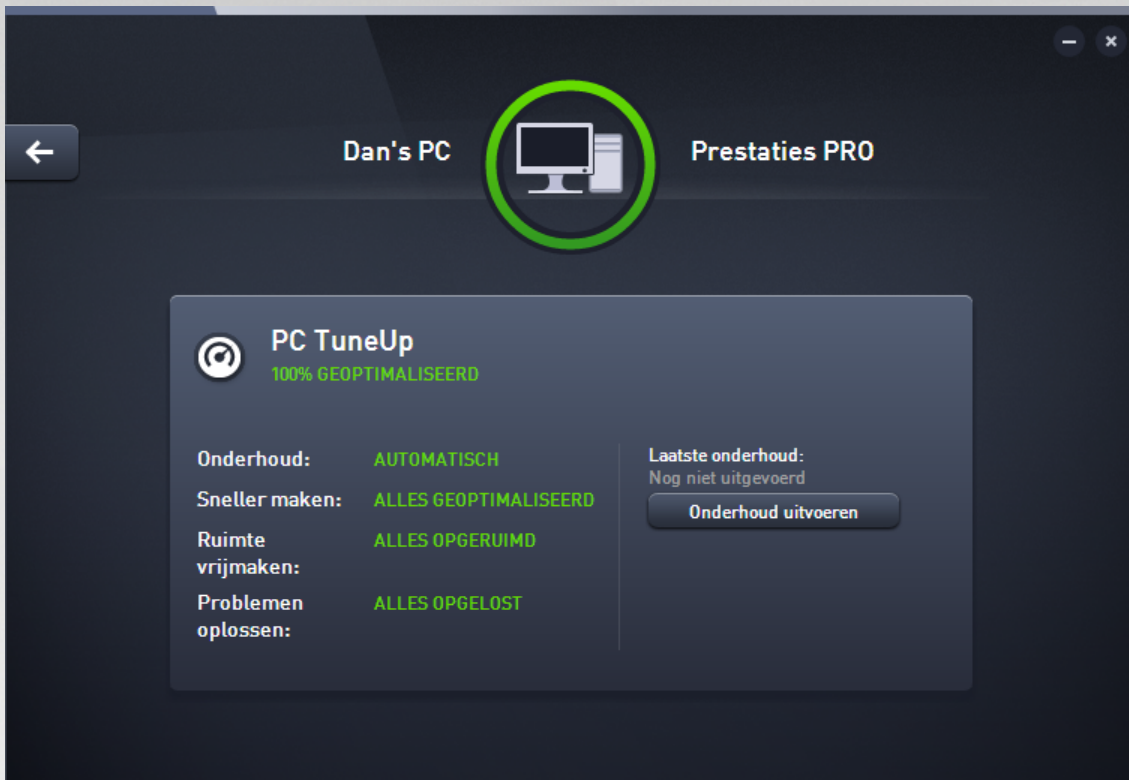 Dan's PC
Prestaties PRO
PC TuneUp
100% GEOPTIMALISEERD
Onderhoud: AUTOMATISCH
Sneller maken: ALLES GEOPTIMALISEERD
Ruimte vrijmaken: ALLES OPGERUIMD
Problemen oplossen: ALLES OPGELOST
Laatste onderhoud:
Nog niet uitgevoerd
Onderhoud uitvoeren